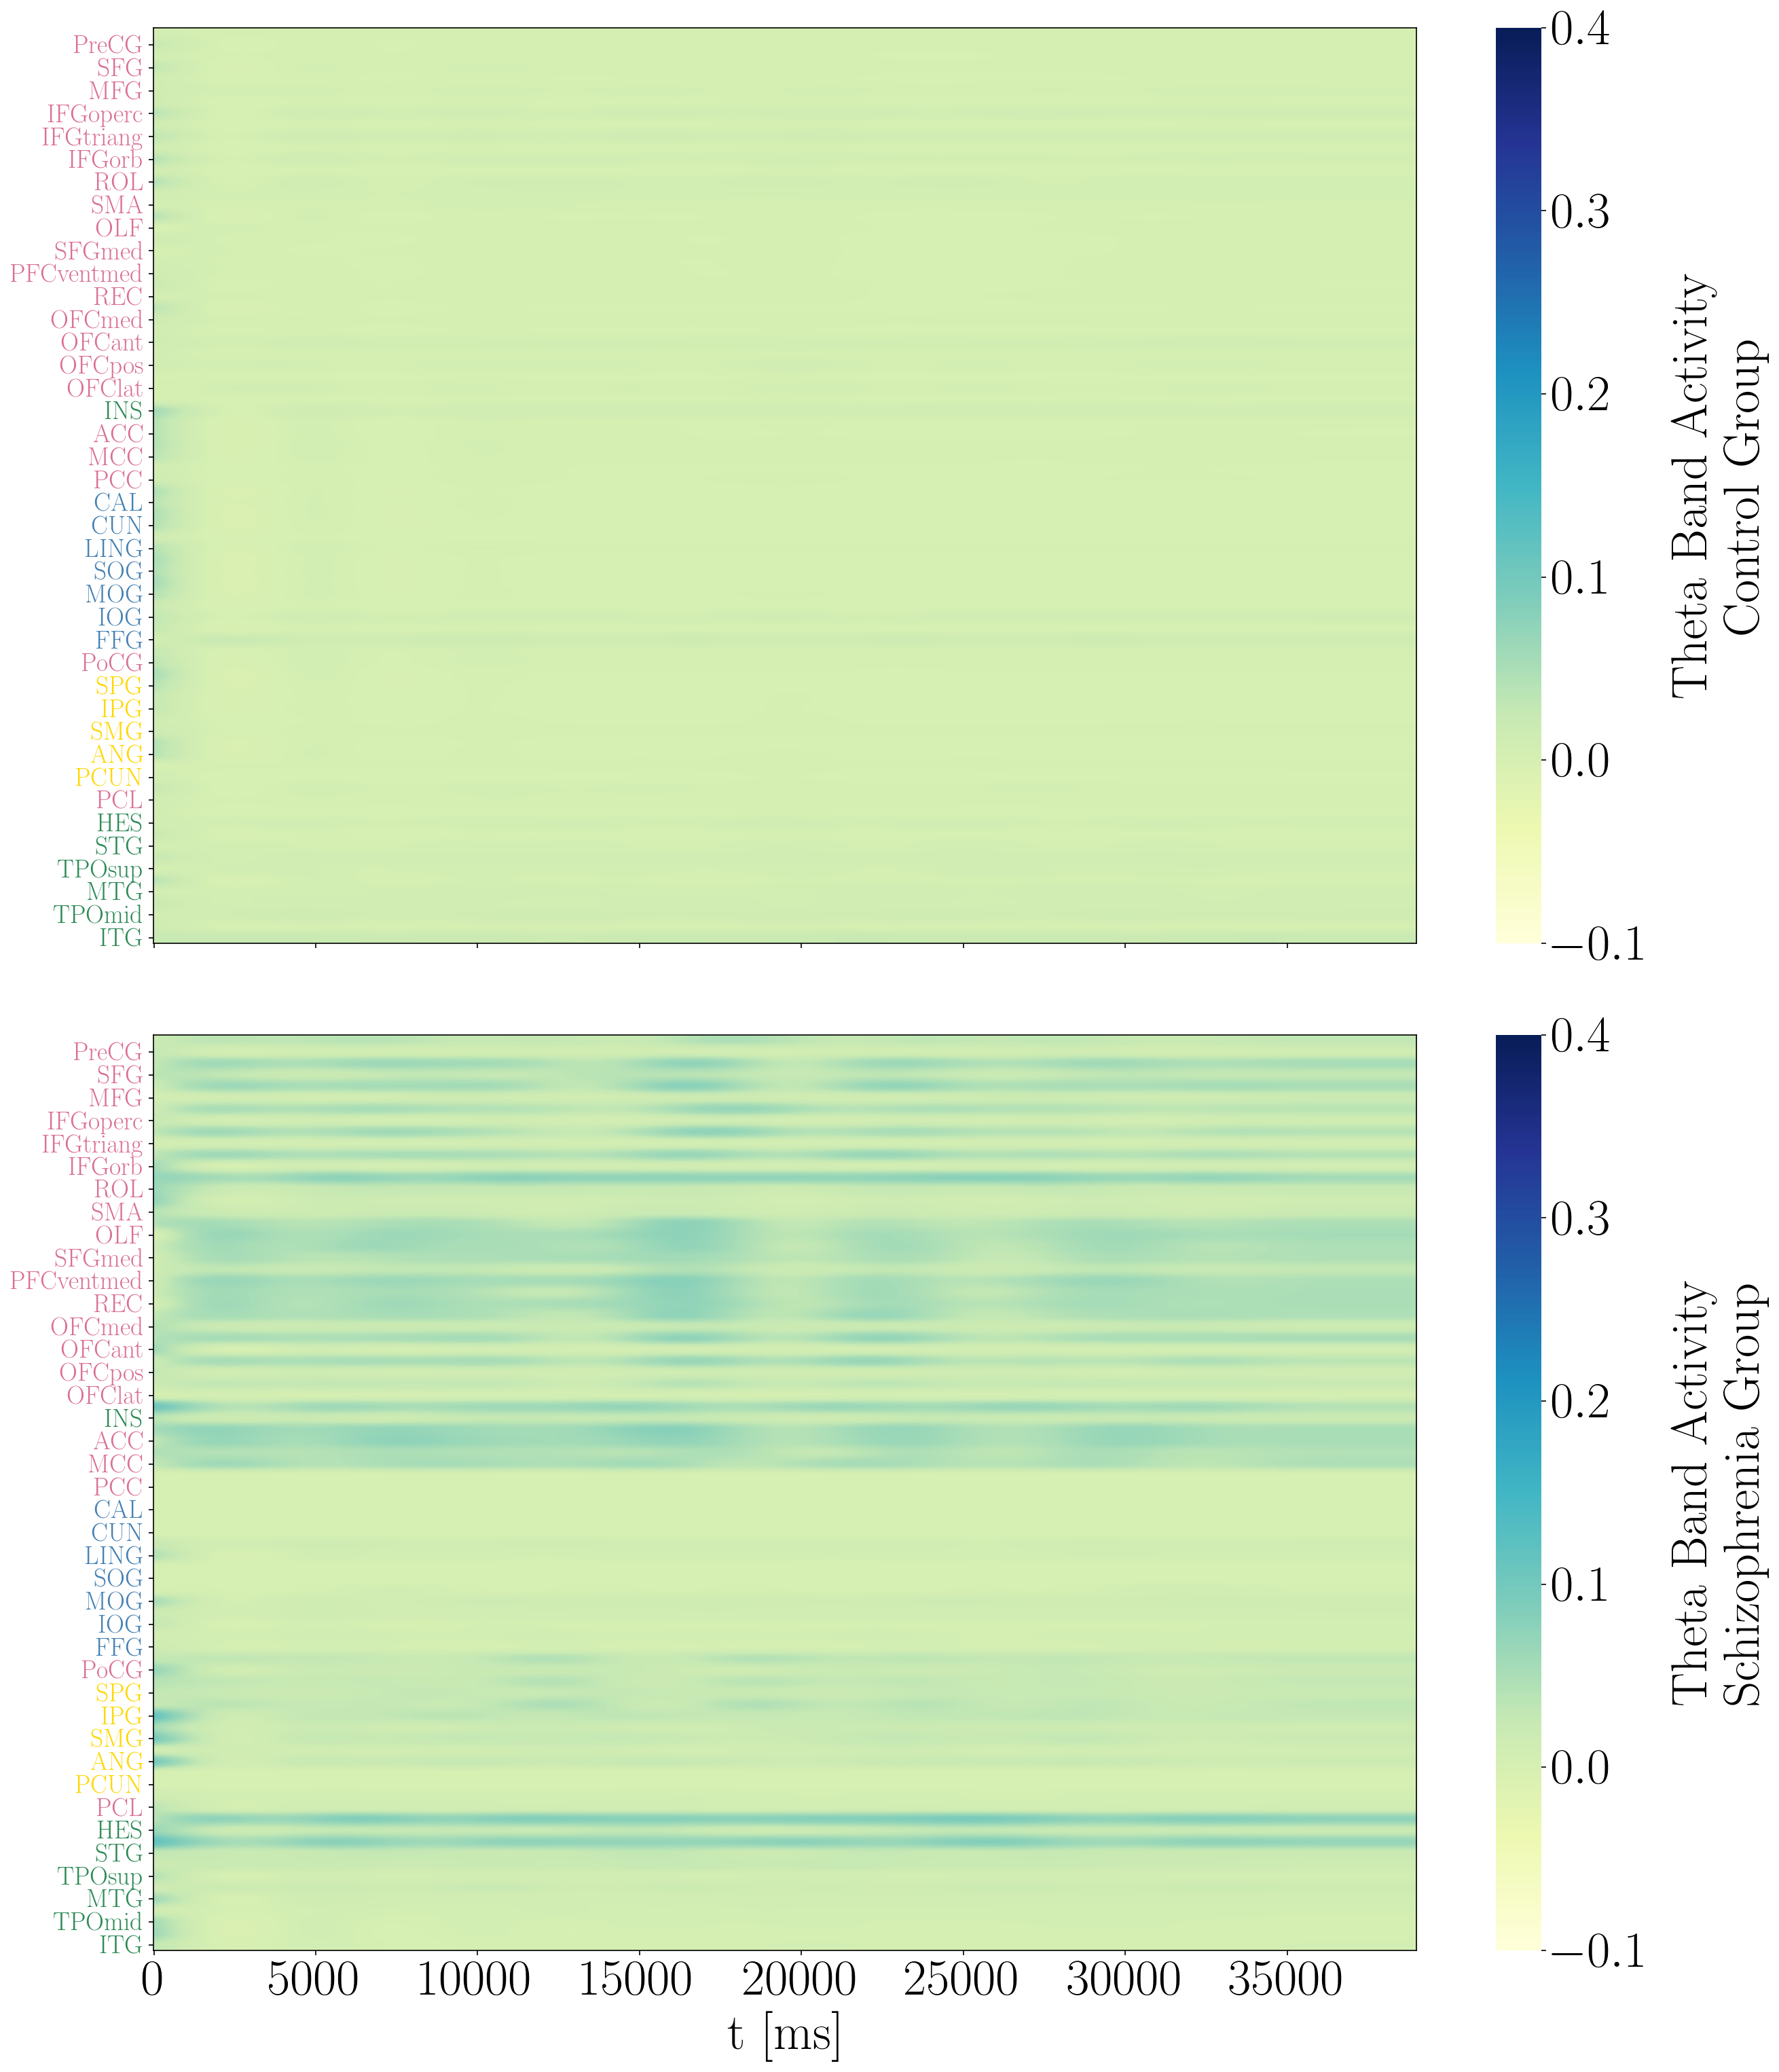 PreCG
SFG
MFG
IFGoperc
IFGtriang
IFGorb
ROL
SMA
OLF
SFGmed
PFCventmed
REC
OFCmed
OFCant
OFCpos
OFClat
INS
ACC
MCC
PCC
CAL
CUN
LING
SOG
MOG
IOG
FFG
PoCG
SPG
IPG
SMG
ANG
PCUN
PCL
HES
STG
TPOsup
MTG
TPOmid
ITG
0.4
0.3
0.2
0.1
0.0
−0.1
Theta Band Activity
Control Group
PreCG
SFG
MFG
IFGoperc
IFGtriang
IFGorb
ROL
SMA
OLF
SFGmed
PFCventmed
REC
OFCmed
OFCant
OFCpos
OFClat
INS
ACC
MCC
PCC
CAL
CUN
LING
SOG
MOG
IOG
FFG
PoCG
SPG
IPG
SMG
ANG
PCUN
PCL
HES
STG
TPOsup
MTG
TPOmid
ITG
0 5000 10000 15000 20000 25000 30000 35000
t [ms]
0.4
0.3
0.2
0.1
0.0
−0.1
Theta Band Activity
Schizophrenia Group